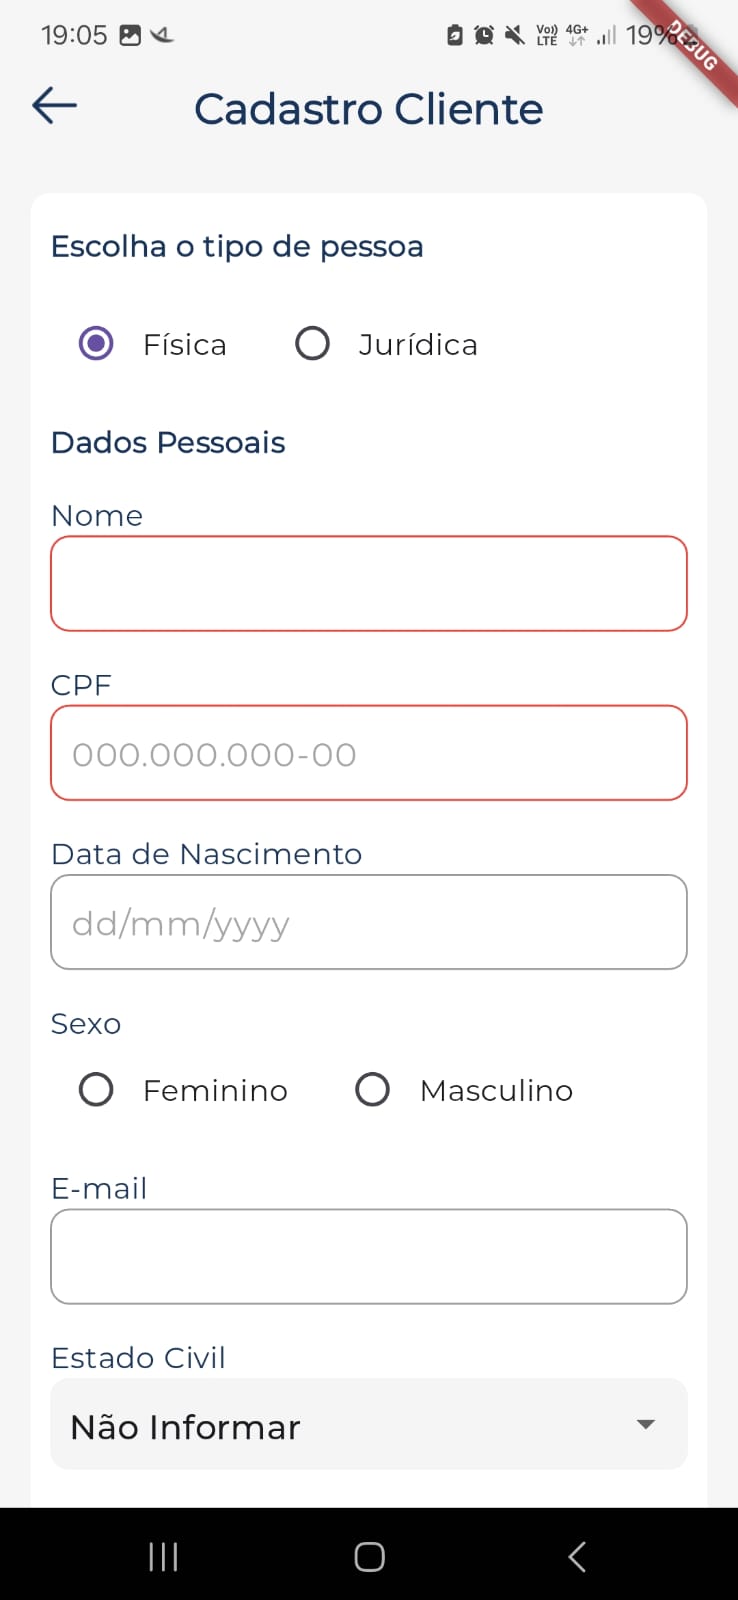 19:05 Vo)) LTE 4G+ 19%
DEBUG
Cadastro Cliente
Escolha o tipo de pessoa
Física Jurídica
Dados Pessoais
Nome
CPF
000.000.000-00
Data de Nascimento
dd/mm/yyyy
Sexo
Feminino Masculino
E-mail
Estado Civil
Não Informar